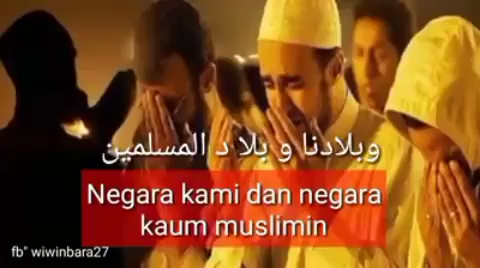 وبلادنا و بلا د المسلمين
Negara kami dan negara
kaum muslimin
fb" wiwinbara27